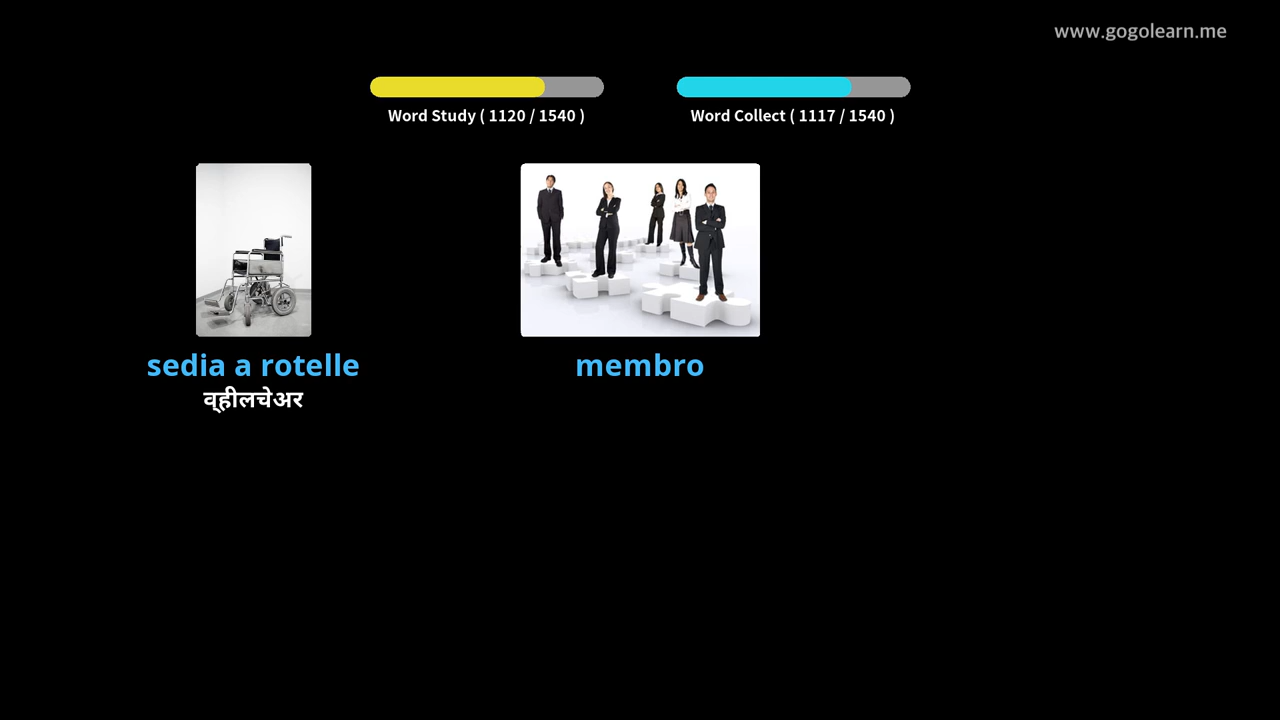 www.gogolearn.me
Word Study ( 1120 / 1540 )
Word Collect ( 1117 / 1540 )
sedia a rotelle
व्हीलचेअर
membro